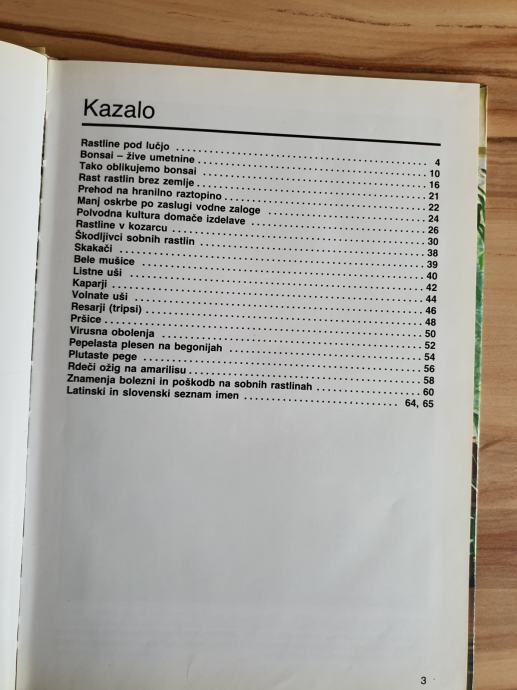 Kazalo
Rastline pod lučjo 4
Bonsai – žive umetnine 10
Tako oblikujemo bonsai 16
Rast rastlin brez zemlje 21
Prehod na hranilno raztopino 22
Manj oskrbe po zaslugi vodne zaloge 24
Polvodna kultura domače izdelave 26
Rastline v kozarcu 30
Škodljivci sobnih rastlin 38
Skakači 39
Bele mušice 40
Listne uši 42
Kaparji 44
Volnate uši 46
Resarji (tripsi) 48
Pršice 50
Virusna obolenja 52
Pepelasta plesen na begonijah 54
Plutaste pege 56
Rdeči ožig na amarilisu 58
Znamenja bolezni in poškodb na sobnih rastlinah 60
Latinski in slovenski seznam imen 64, 65
3